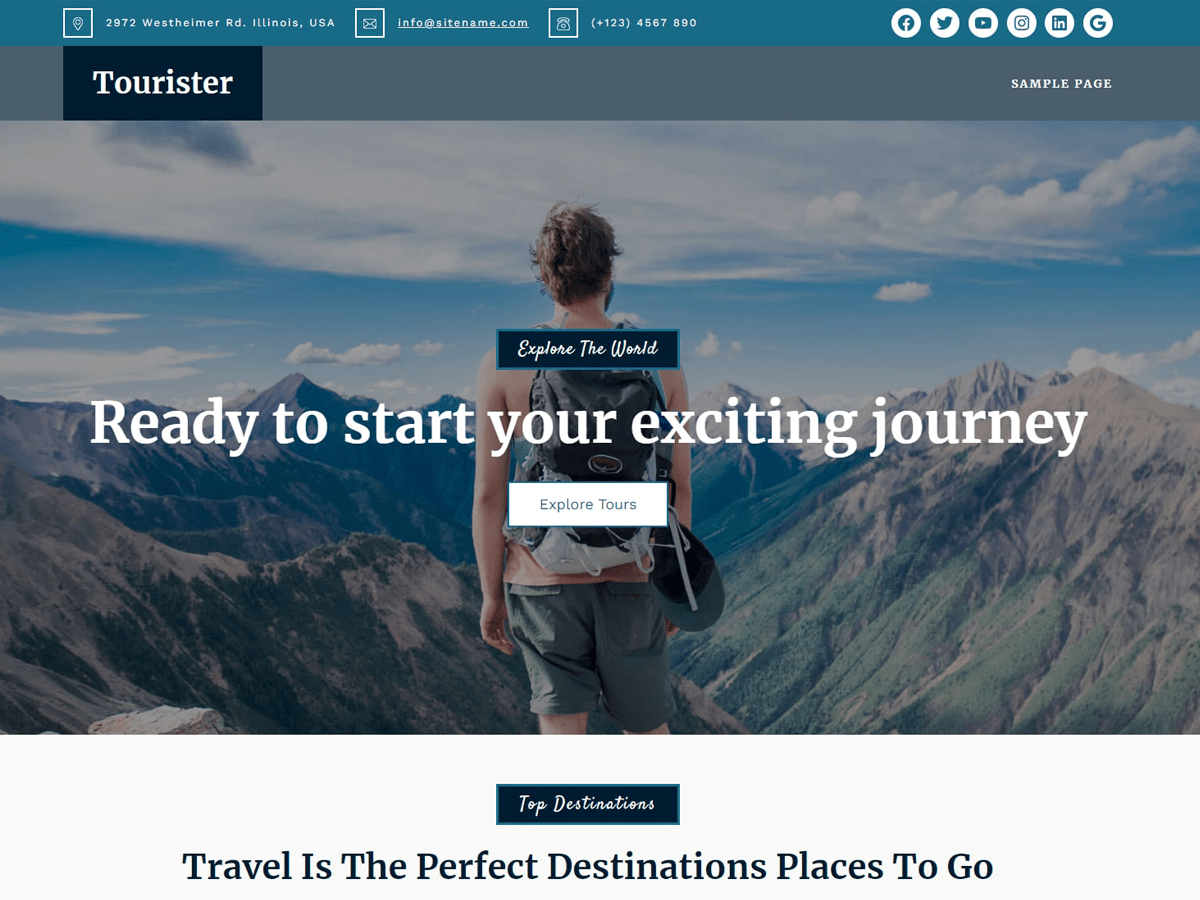 2972 Westheimer Rd. Illinois, USA
info@sitename.com
(+123) 4567 890
Tourister
SAMPLE PAGE
Explore The World
Ready to start your exciting journey
Explore Tours
Top Destinations
Travel Is The Perfect Destinations Places To Go